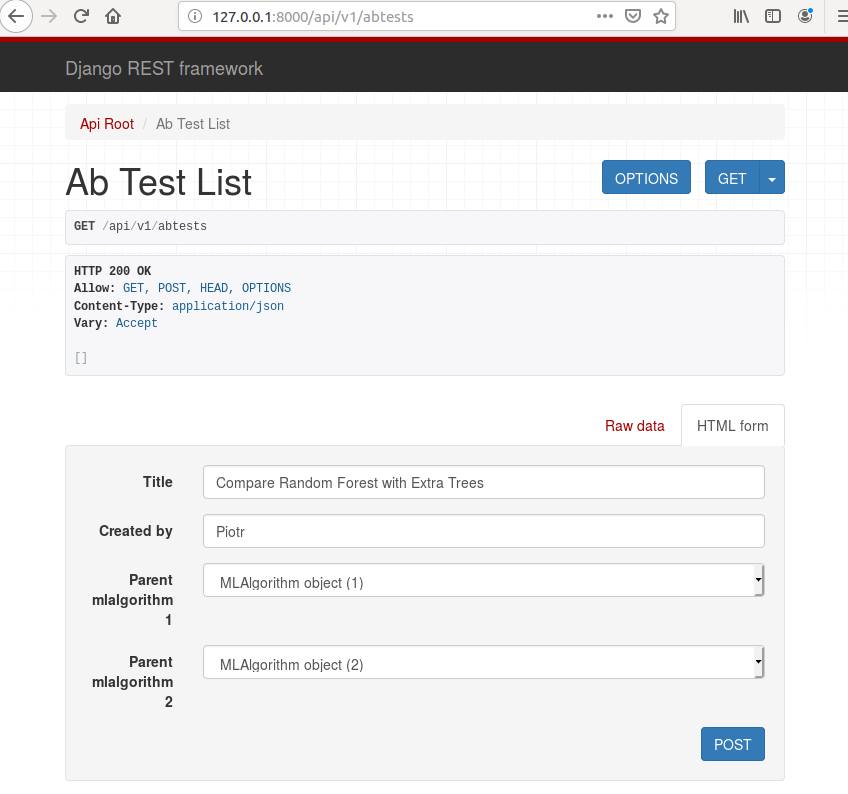 127.0.0.1:8000/api/v1/abtests
Django REST framework
Api Root / Ab Test List
Ab Test List
OPTIONS GET
GET /api/v1/abtests
HTTP 200 OK
Allow: GET, POST, HEAD, OPTIONS
Content-Type: application/json
Vary: Accept
[]
Raw data HTML form
Title Compare Random Forest with Extra Trees
Created by Piotr
Parent MLAlgorithm object (1)
mlalgorithm
1
Parent MLAlgorithm object (2)
mlalgorithm
2
POST